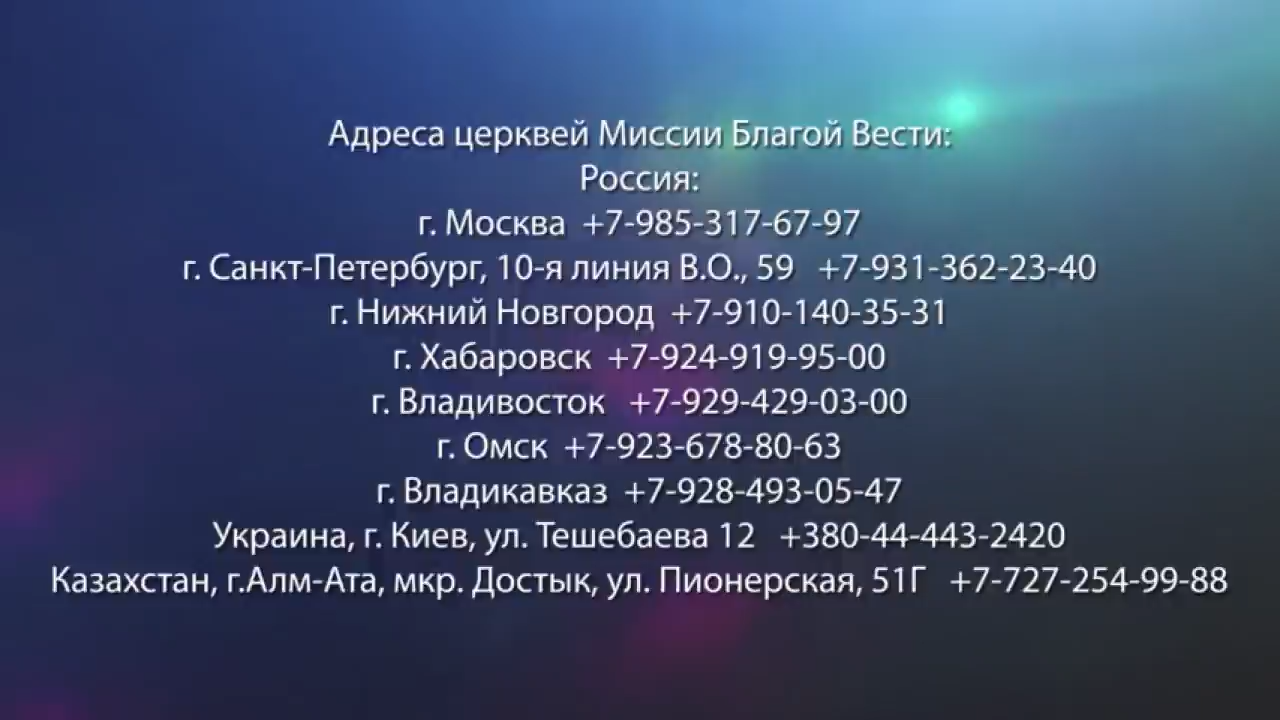 Адреса церквей Миссии Благой Вести:
Россия:
г. Москва +7-985-317-67-97
г. Санкт-Петербург, 10-я линия В.О., 59 +7-931-362-23-40
г. Нижний Новгород +7-910-140-35-31
г. Хабаровск +7-924-919-95-00
г. Владивосток +7-929-429-03-00
г. Омск +7-923-678-80-63
г. Владикавказ +7-928-493-05-47
Украина, г. Киев, ул. Тешебаева 12 +380-44-443-2420
Казахстан, г.Алм-Ата, мкр. Достык, ул. Пионерская, 51Г +7-727-254-99-88